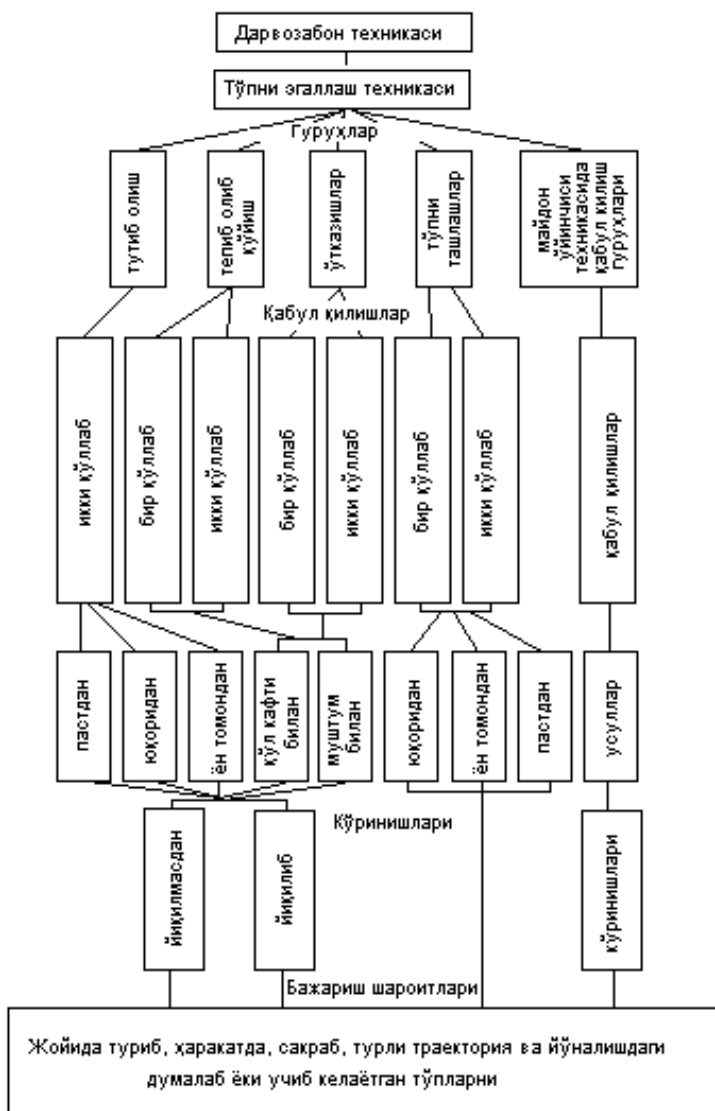 Дарвозабон техникаси
Тўпни эгаллаш техникаси
Гуруҳлар
тутиб олиш
тепиб олиб
қўйиш
ўтказишлар
тўпни
ташлашлар
майдон
ўйинчиси
техникасида
қабул килиш
гуруҳлари
Қабул қилишлар
икки қўллаб
бир қўллаб
икки қўллаб
бир қўллаб
икки қўллаб
бир қўллаб
икки қўллаб
қабул қилишлар
пастдан
юқоридан
ён томондан
қўл кафти
билан
муштум
билан
юқоридан
ён томондан
пастдан
усуллар
Кўринишлари
йиқилмасдан
йиқилиб
кўринишлари
Бажариш шароитлари
Жойида туриб, ҳаракатда, сакраб, турли траектория ва йўналишдаги
думалаб ёки учиб келаётган тўпларни